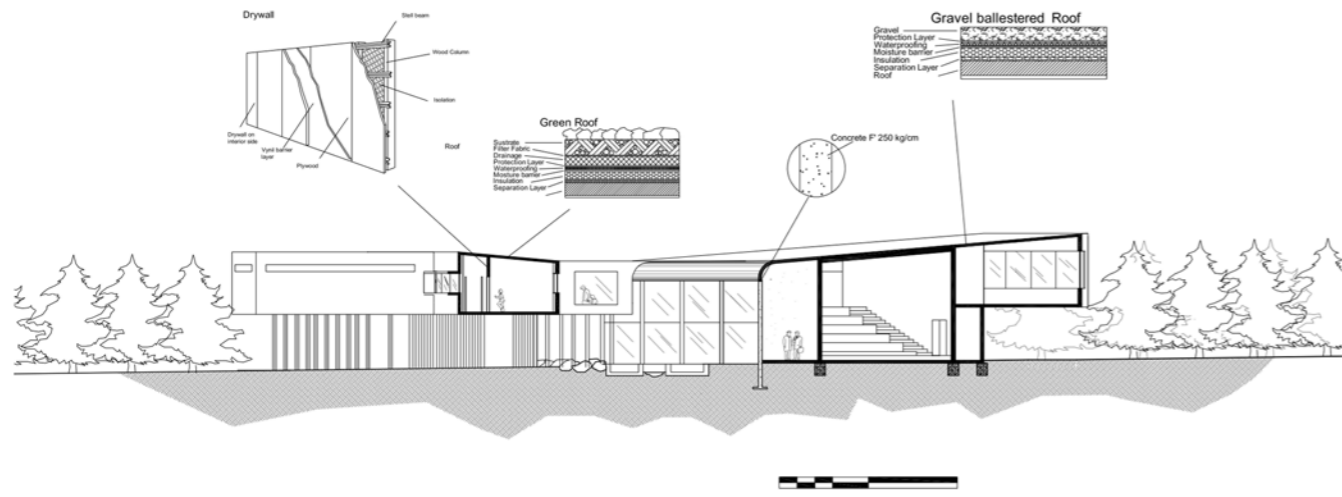 Drywall
Stell beam
Wood Column
Isolation
Drywall on
interior side
Vynil barrier
layer
Plywood
Roof
Green Roof
Sustrate
Filter Fabric
Drainage
Protection Layer
Waterproofing
Moisture barrier
Insulation
Separation Layer
Concrete F' 250 kg/cm
Gravel ballestered Roof
Gravel
Protection Layer
Waterproofing
Moisture barrier
Insulation
Separation Layer
Roof